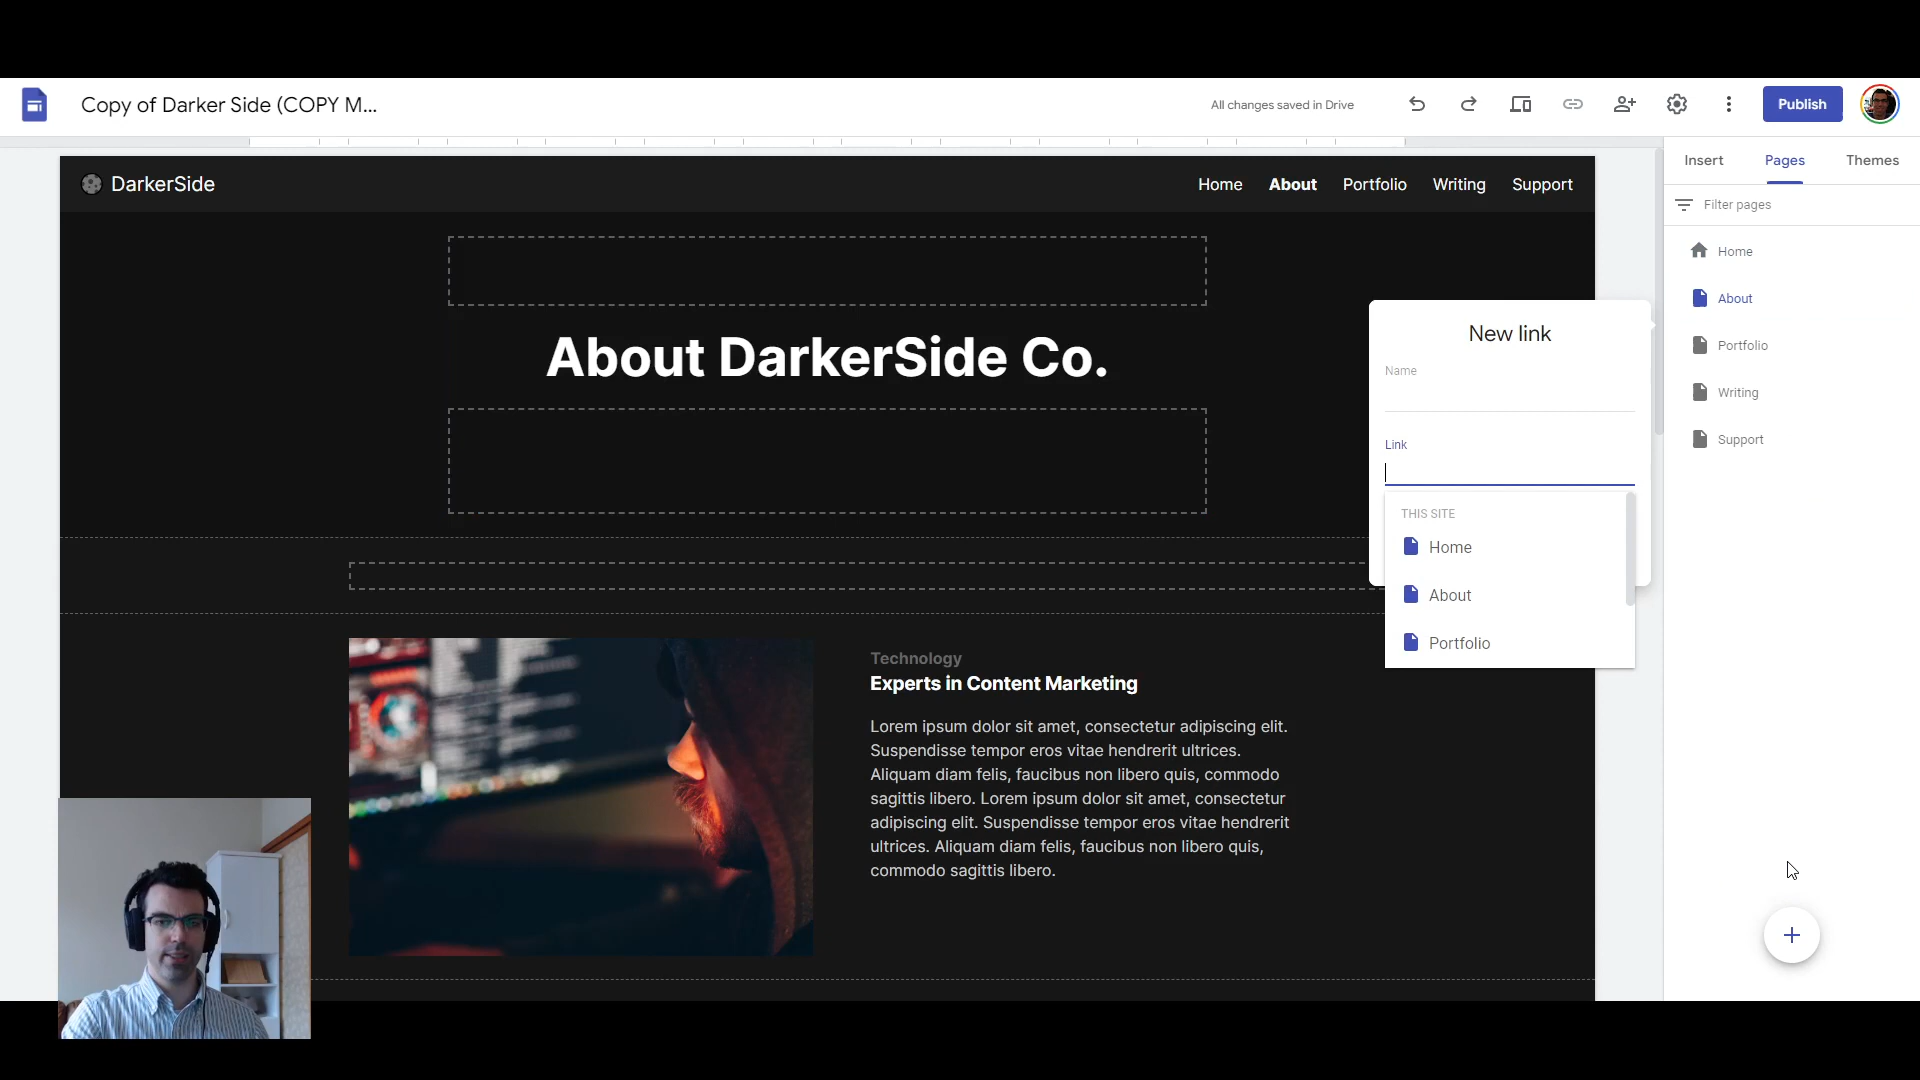 Copy of Darker Side (COPY M...
All changes saved in Drive
Publish
Insert
Pages
Themes
DarkerSide
Home
About
Portfolio
Writing
Support
Filter pages
Home
About
Portfolio
Writing
Support
About DarkerSide Co.
New link
Name
Link
THIS SITE
Home
About
Portfolio
Technology
Experts in Content Marketing
Lorem ipsum dolor sit amet, consectetur adipiscing elit.
Suspendisse tempor eros vitae hendrerit ultrices.
Aliquam diam felis, faucibus non libero quis, commodo
sagittis libero. Lorem ipsum dolor sit amet, consectetur
adipiscing elit. Suspendisse tempor eros vitae hendrerit
ultrices. Aliquam diam felis, faucibus non libero quis,
commodo sagittis libero.